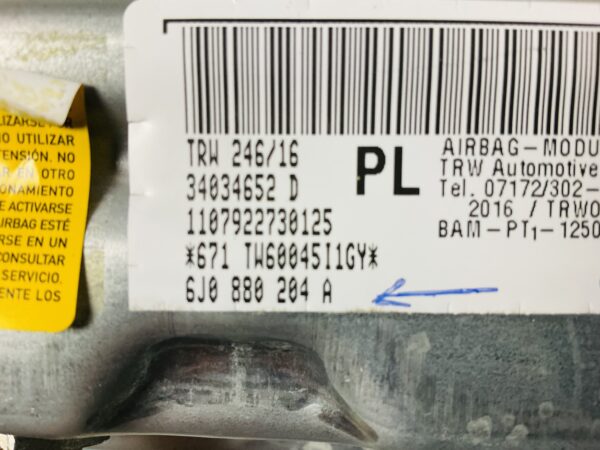 IZARSE
O UTILIZAR
TENSIÓN. NO
R EN OTRO
ONAMIENTO
E ACTIVARSE
IRBAG ESTÉ
RSE EN UN
CONSULTAR
SERVICIO.
ENTE LOS
TRW 246/16
34034652 D
1107922730125
*671 TW60045I1GY*
6J0 880 204 A
PL
AIRBAG-MODU
TRW Automotive
Tel. 07172/302-
2016 / TRWO
BAM-PT1-1250